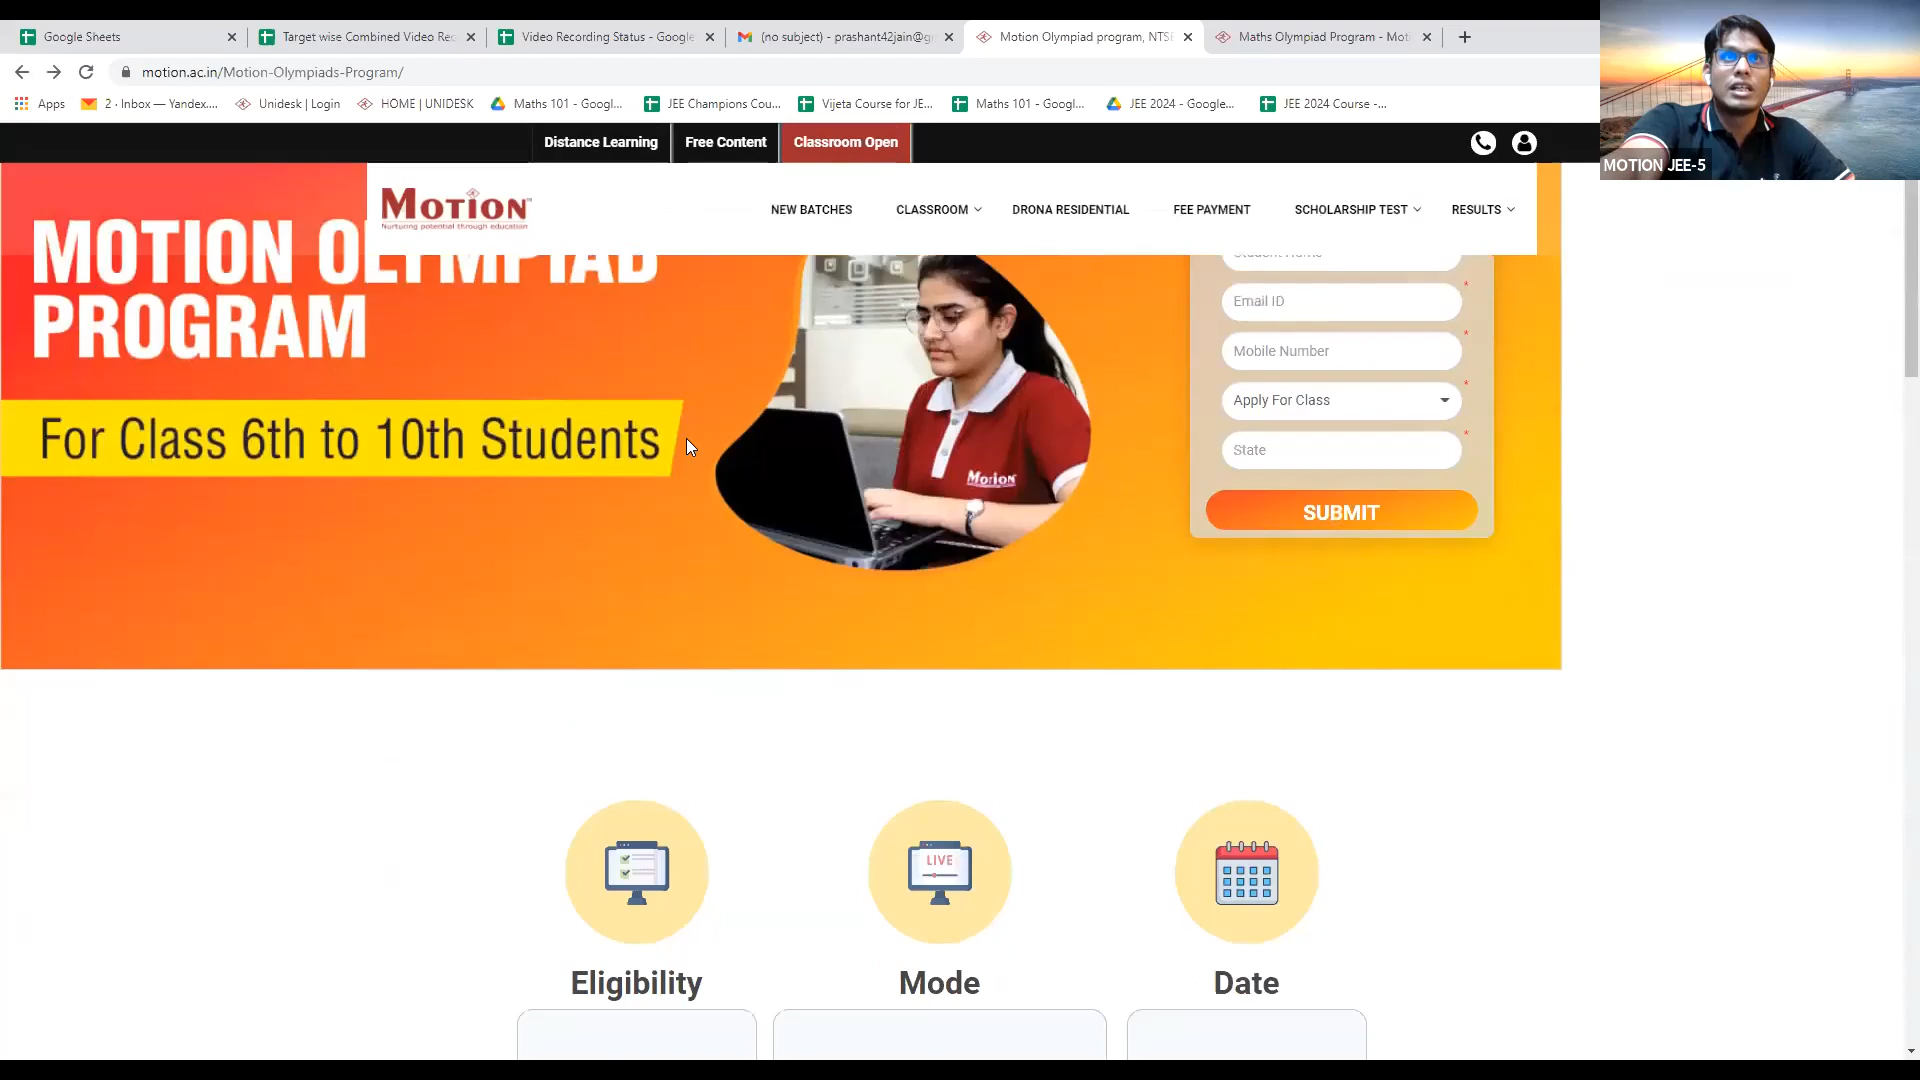 Google Sheets
Target wise Combined Video Rec
Video Recording Status - Google
(no subject) - prashant42jain@g
Motion Olympiad program, NTS
Maths Olympiad Program - Mot
motion.ac.in/Motion-Olympiads-Program/
Apps
2 · Inbox — Yandex....
Unidesk | Login
HOME | UNIDESK
Maths 101 - Googl...
JEE Champions Cou...
Vijeta Course for JE...
Maths 101 - Googl...
JEE 2024 - Google...
JEE 2024 Course -...
Distance Learning
Free Content
Classroom Open
MOTION JEE-5
MOTION
Nurturing potential through education
NEW BATCHES
CLASSROOM
DRONA RESIDENTIAL
FEE PAYMENT
SCHOLARSHIP TEST
RESULTS
MOTION OLYMPIAD
PROGRAM
For Class 6th to 10th Students
Motion
Student Name
Email ID *
Mobile Number *
Apply For Class *
State *
SUBMIT
LIVE
Eligibility
Mode
Date